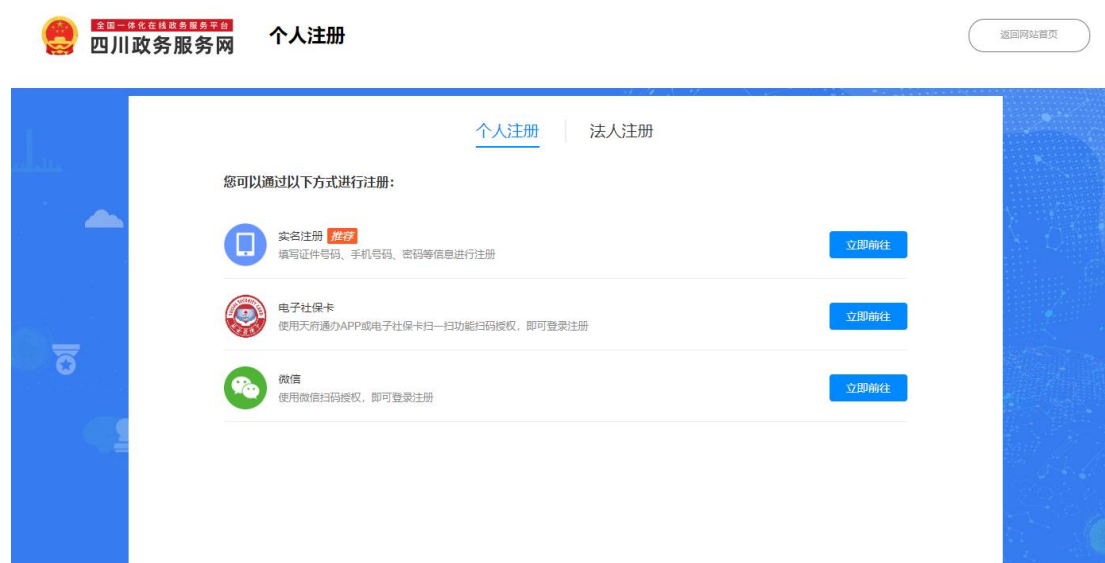 全国一体化在线政务服务平台
四川政务服务网
个人注册
返回网站首页
个人注册
法人注册
您可以通过以下方式进行注册：
实名注册 推荐
填写证件号码、手机号码、密码等信息进行注册
立即前往
电子社保卡
使用天府通办APP或电子社保卡扫一扫功能扫码授权，即可登录注册
立即前往
微信
使用微信扫码授权，即可登录注册
立即前往